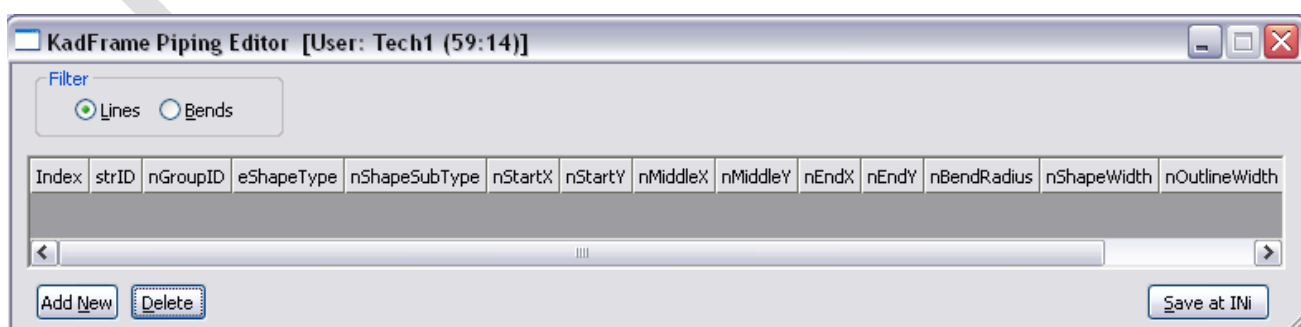 KadFrame Piping Editor [User: Tech1 (59:14)]
Filter
Lines Bends
Index strID nGroupID eShapeType nShapeSubType nStartX nStartY nMiddleX nMiddleY nEndX nEndY nBendRadius nShapeWidth nOutlineWidth
Add New Delete Save at INi